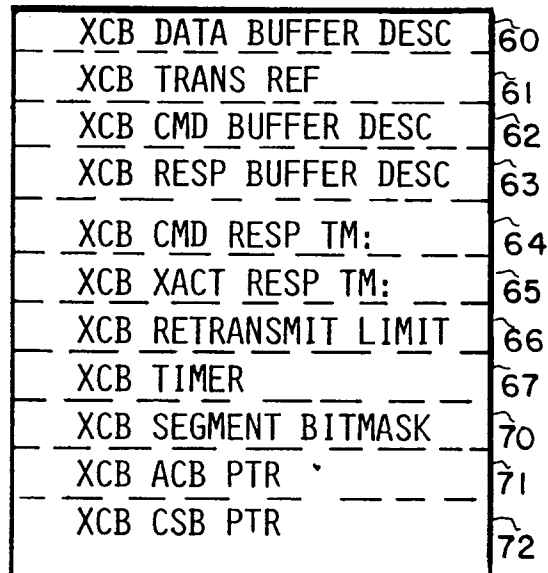 XCB DATA BUFFER DESC 60
XCB TRANS REF 61
XCB CMD BUFFER DESC 62
XCB RESP BUFFER DESC 63
XCB CMD RESP TM: 64
XCB XACT RESP TM: 65
XCB RETRANSMIT LIMIT 66
XCB TIMER 67
XCB SEGMENT BITMASK 70
XCB ACB PTR 71
XCB CSB PTR 72